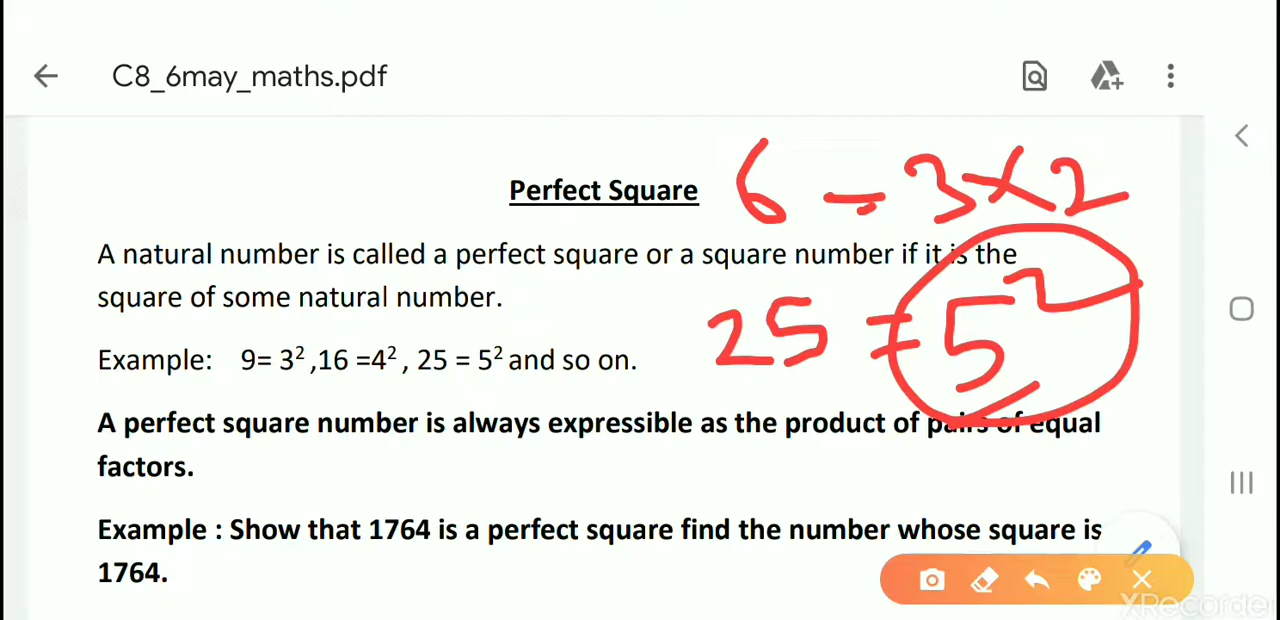 C8_6may_maths.pdf
Perfect Square
6 = 3×2
A natural number is called a perfect square or a square number if it is the
square of some natural number.
25 = 5²
Example: 9= 3² ,16 =4² , 25 = 5² and so on.
A perfect square number is always expressible as the product of pairs of equal
factors.
Example : Show that 1764 is a perfect square find the number whose square is
1764.
XRecorder